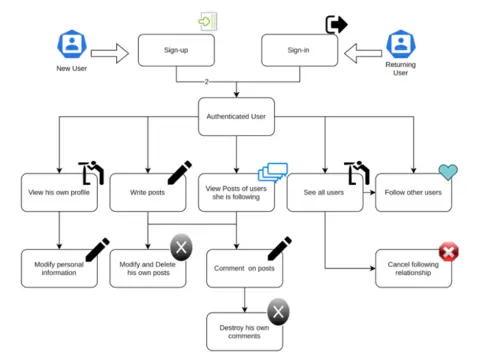 Sign-up
Sign-in
New User
Returning
User
2
Authenticated User
View his own profile
Write posts
View Posts of users
she is following
See all users
Follow other users
Modify personal
information
Modify and Delete
his own posts
X
Comment on posts
Cancel following
relationship
X
Destroy his own
comments